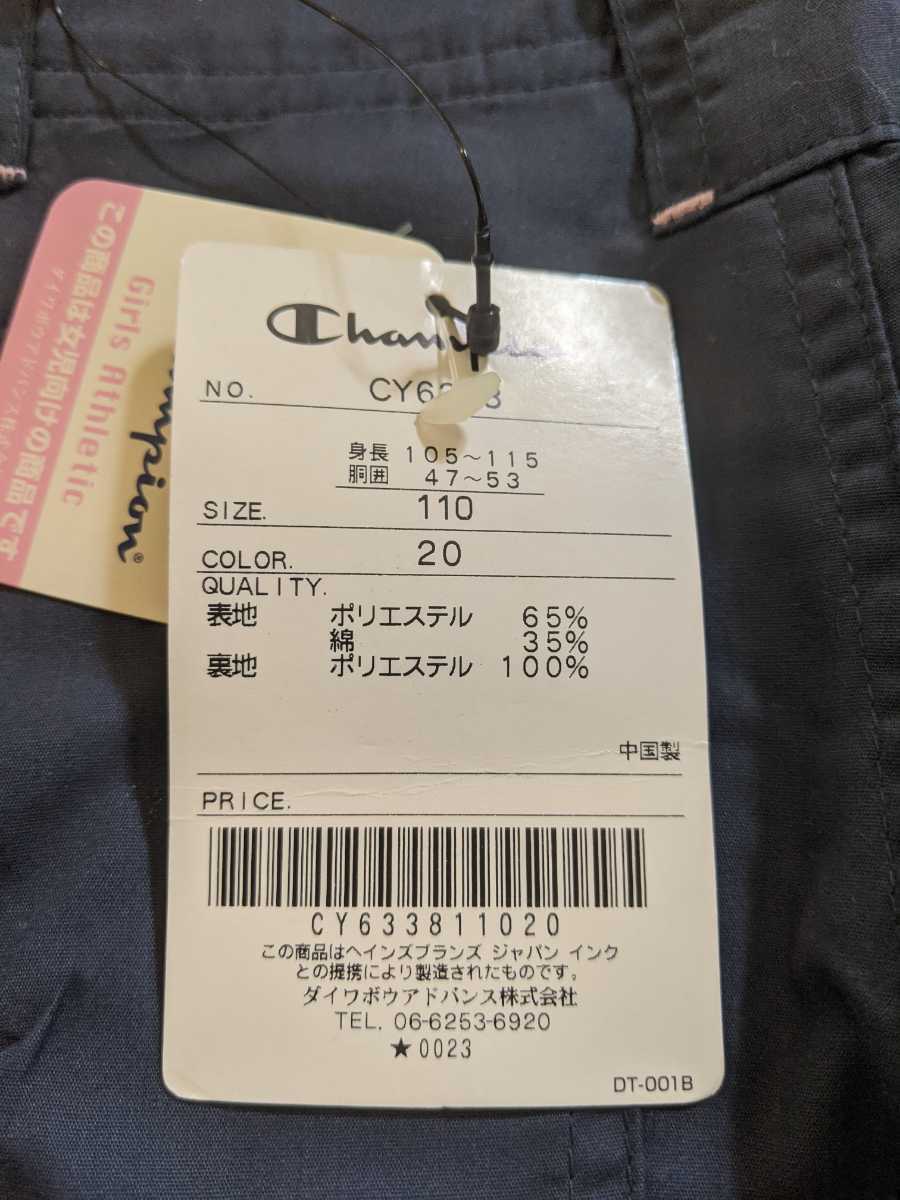 Girls Athletic
この商品は女児向けの商品です
NO.
身長 105～115
胴囲 47～53
SIZE. 110
COLOR. 20
QUALITY.
表地 ポリエステル 65%
綿 35%
裏地 ポリエステル 100%
中国製
PRICE.
CY633811020
この商品はヘインズブランズ ジャパン インク
との提携により製造されたものです。
ダイワボウアドバンス株式会社
TEL. 06-6253-6920
★0023
DT-001B